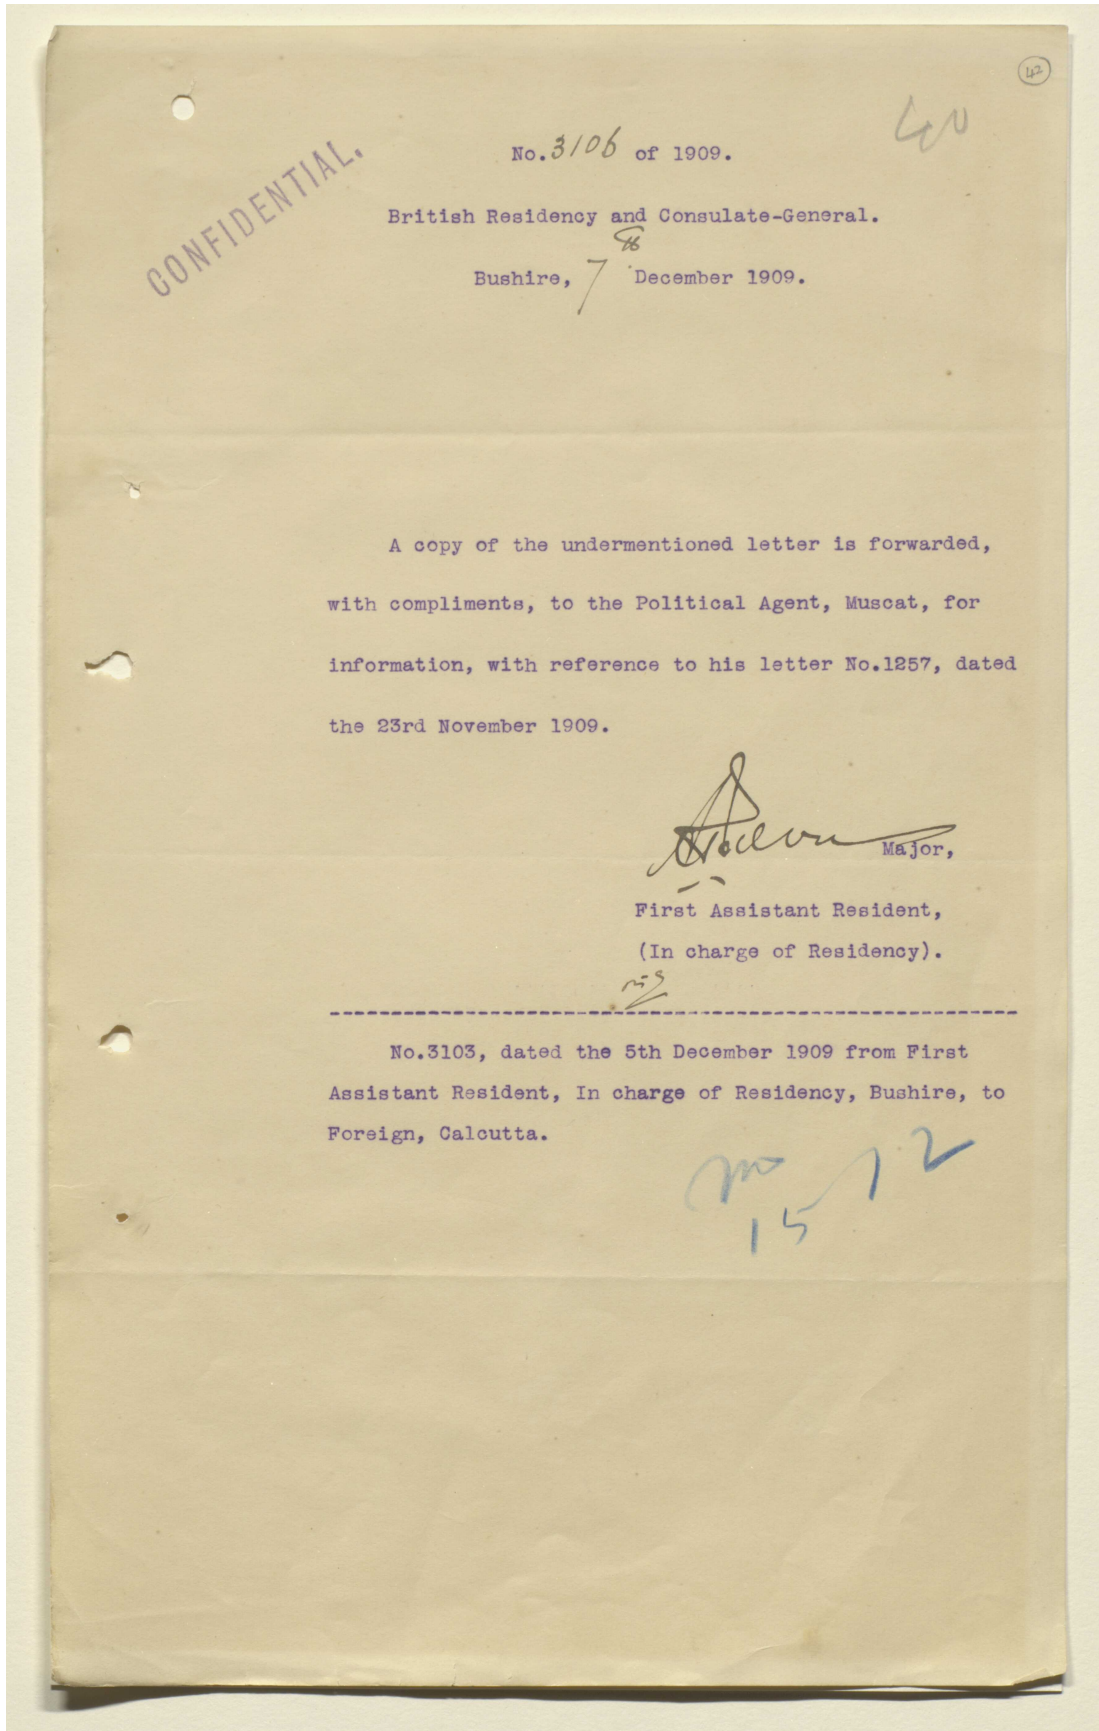 42
40
CONFIDENTIAL.
No. 3106 of 1909.
British Residency and Consulate-General.
Bushire, 7th December 1909.
A copy of the undermentioned letter is forwarded,
with compliments, to the Political Agent, Muscat, for
information, with reference to his letter No.1257, dated
the 23rd November 1909.
Major,
First Assistant Resident,
(In charge of Residency).
No.3103, dated the 5th December 1909 from First
Assistant Resident, In charge of Residency, Bushire, to
Foreign, Calcutta.
15/12